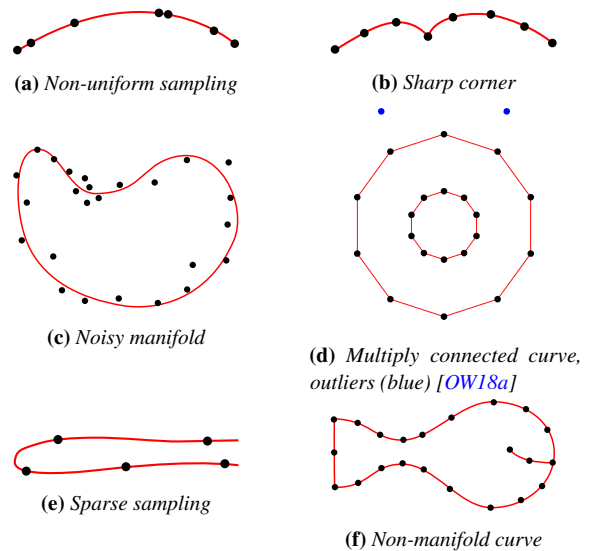 (a) Non-uniform sampling
(b) Sharp corner
(c) Noisy manifold
(d) Multiply connected curve,
outliers (blue) [OW18a]
(e) Sparse sampling
(f) Non-manifold curve